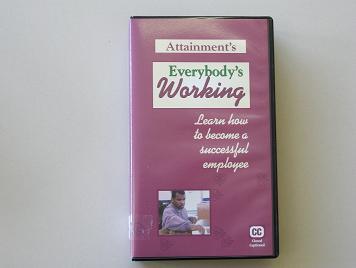 Attainment's
Everybody's
Working
Learn how
to become a
successful
employee
CC
Closed
Captioned